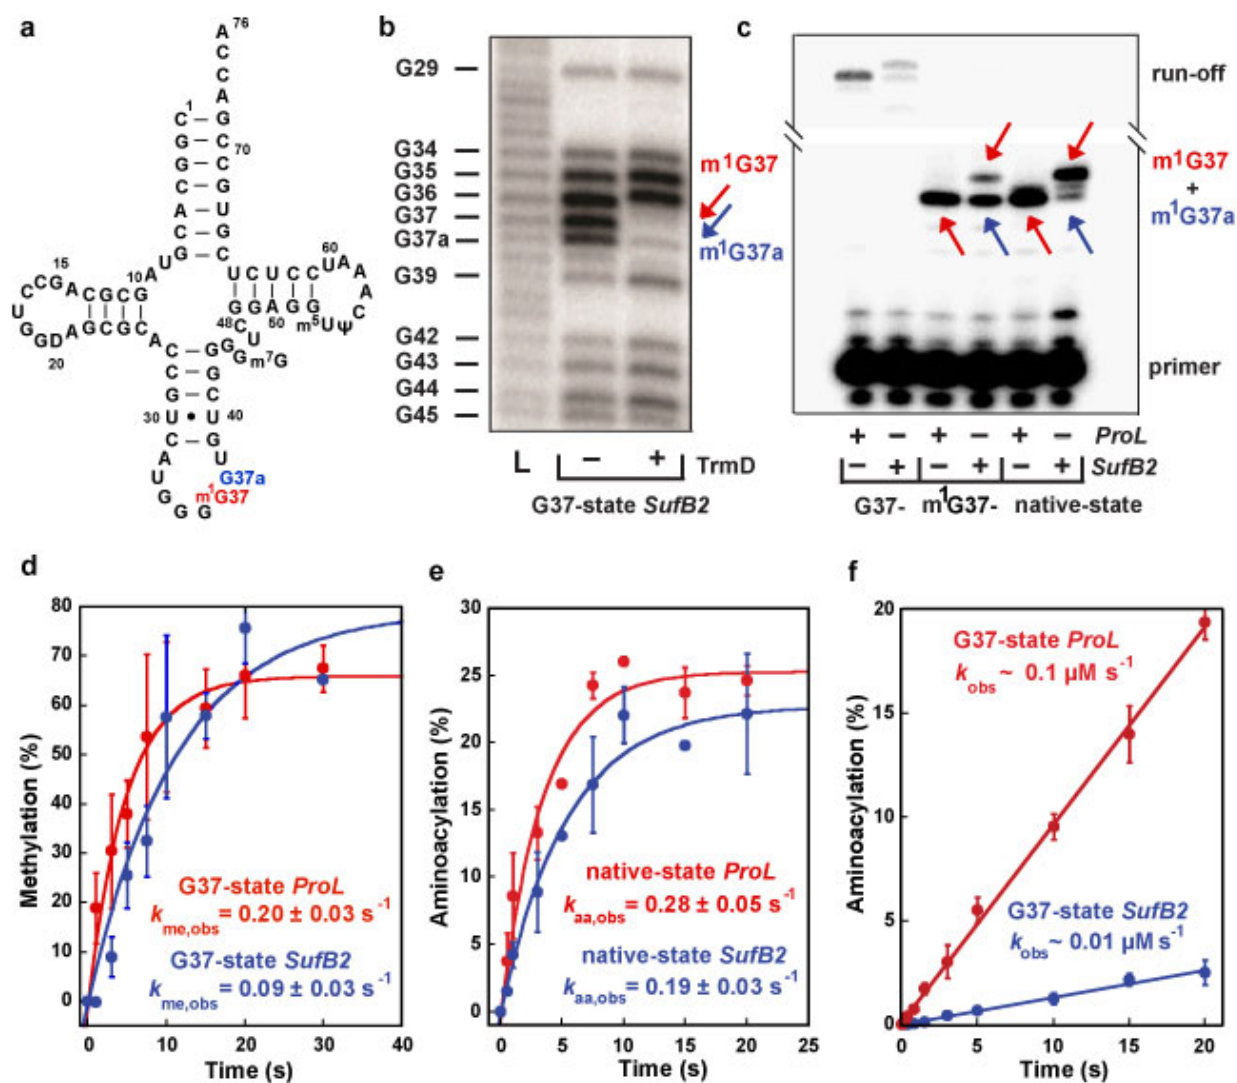 a
76
A
C
C
A
G
1
C – C
G – C
70
G – G
C – U
A – G
C – C
G
U
A
15
C C G A C G C G
10
U
G
G D A G C G C A
20
U C U C C U A A A C
60
G G A G G U Ψ
48
50
m5
C
U
G G G m7G
C – G
C – G
G – C
30 U • U 40
C – G
A U
U G37a
G m1G37
G G
b
G29
G34
G35
G36
G37
G37a
G39
G42
G43
G44
G45
m1G37
m1G37a
L – + TrmD
G37-state SufB2
c
run-off
m1G37
+
m1G37a
primer
+ – + – + – ProL
– + – + – + SufB2
G37- m1G37- native-state
d
Methylation (%)
80
70
60
50
40
30
20
10
0
G37-state ProL
kme,obs = 0.20 ± 0.03 s-1
G37-state SufB2
kme,obs = 0.09 ± 0.03 s-1
0 10 20 30 40
Time (s)
e
Aminoacylation (%)
30
25
20
15
10
5
0
native-state ProL
kaa,obs = 0.28 ± 0.05 s-1
native-state SufB2
kaa,obs = 0.19 ± 0.03 s-1
0 5 10 15 20 25
Time (s)
f
Aminoacylation (%)
20
15
10
5
0
G37-state ProL
kobs ~ 0.1 µM s-1
G37-state SufB2
kobs ~ 0.01 µM s-1
0 5 10 15 20
Time (s)